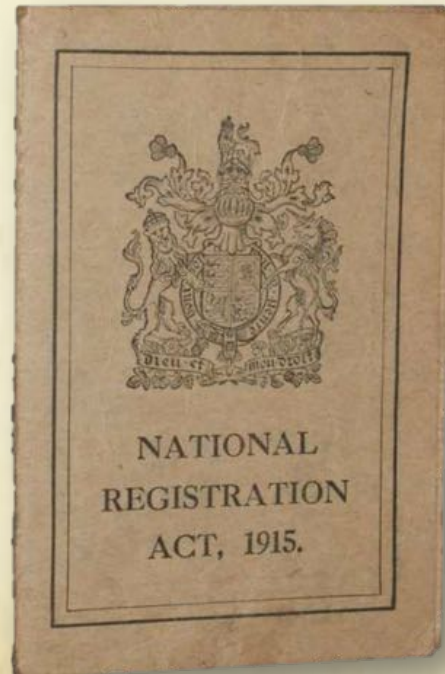 Dieu et mon droit
NATIONAL
REGISTRATION
ACT, 1915.